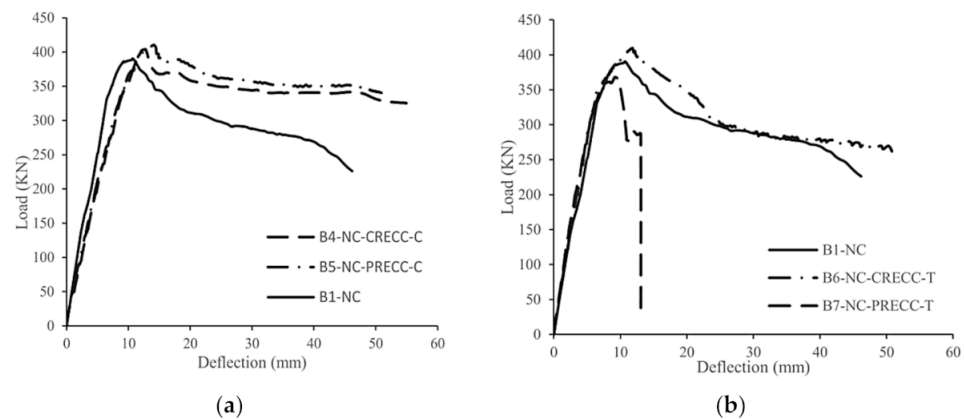 450
400
350
300
250
200
150
100
50
0
Load (KN)
B4-NC-CRECC-C
B5-NC-PRECC-C
B1-NC
0 10 20 30 40 50 60
Deflection (mm)
(a)
450
400
350
300
250
200
150
100
50
0
Load (KN)
B1-NC
B6-NC-CRECC-T
B7-NC-PRECC-T
0 10 20 30 40 50 60
Deflection (mm)
(b)